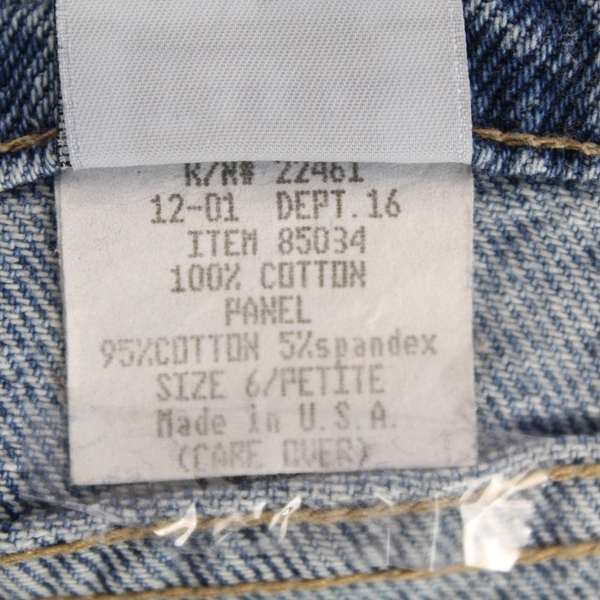 R/N# 22461
12-01 DEPT.16
ITEM 85034
100% COTTON
PANEL
95%COTTON 5%spandex
SIZE 6/PETITE
Made in U.S.A.
(CARE OVER)